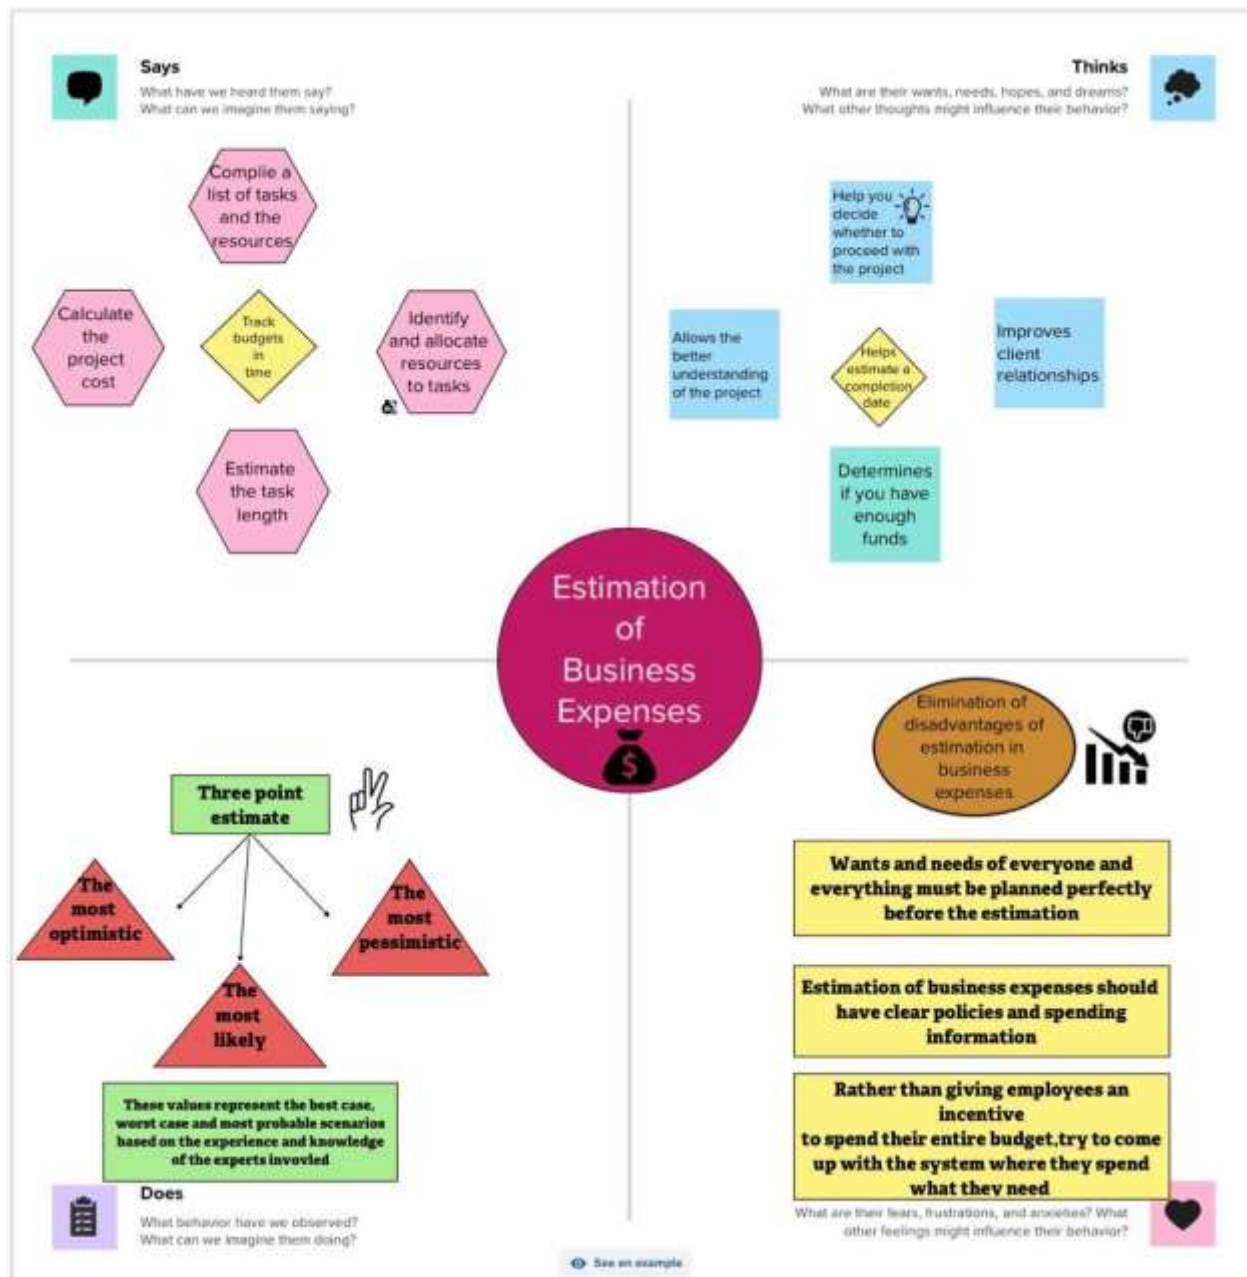 Says
What have we heard them say?
What can we imagine them saying?
Complie a
list of tasks
and the
resources
Calculate
the
project
cost
Track
budgets
in
time
Identify
and allocate
resources
to tasks
Estimate
the task
length
Thinks
What are their wants, needs, hopes, and dreams?
What other thoughts might influence their behavior?
Help you
decide
whether to
proceed with
the project
Allows the
better
understanding
of the project
Helps
estimate a
completion
date
Improves
client
relationships
Determines
if you have
enough
funds
Estimation
of
Business
Expenses
$
Three point
estimate
The
most
optimistic
The
most
pessimistic
The
most
likely
These values represent the best case,
worst case and most probable scenarios
based on the experience and knowledge
of the experts invovled
Does
What behavior have we observed?
What can we imagine them doing?
Elimination of
disadvantages of
estimation in
business
expenses
Wants and needs of everyone and
everything must be planned perfectly
before the estimation
Estimation of business expenses should
have clear policies and spending
information
Rather than giving employees an
incentive
to spend their entire budget,try to come
up with the system where they spend
what they need
What are their fears, frustrations, and anxieties? What
other feelings might influence their behavior?
See an example